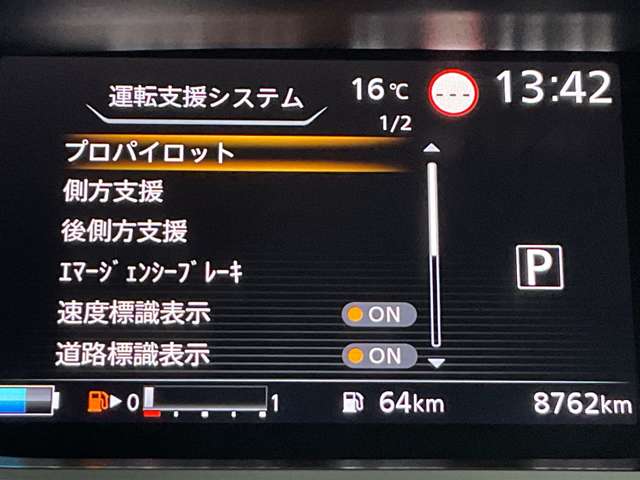 運転支援システム 16℃ --- 13:42
1/2
プロパイロット
側方支援
後側方支援
ｴﾏｰｼﾞｪﾝｼｰﾌﾞﾚｰｷ
P
速度標識表示 ON
道路標識表示 ON
0 1 64km 8762km